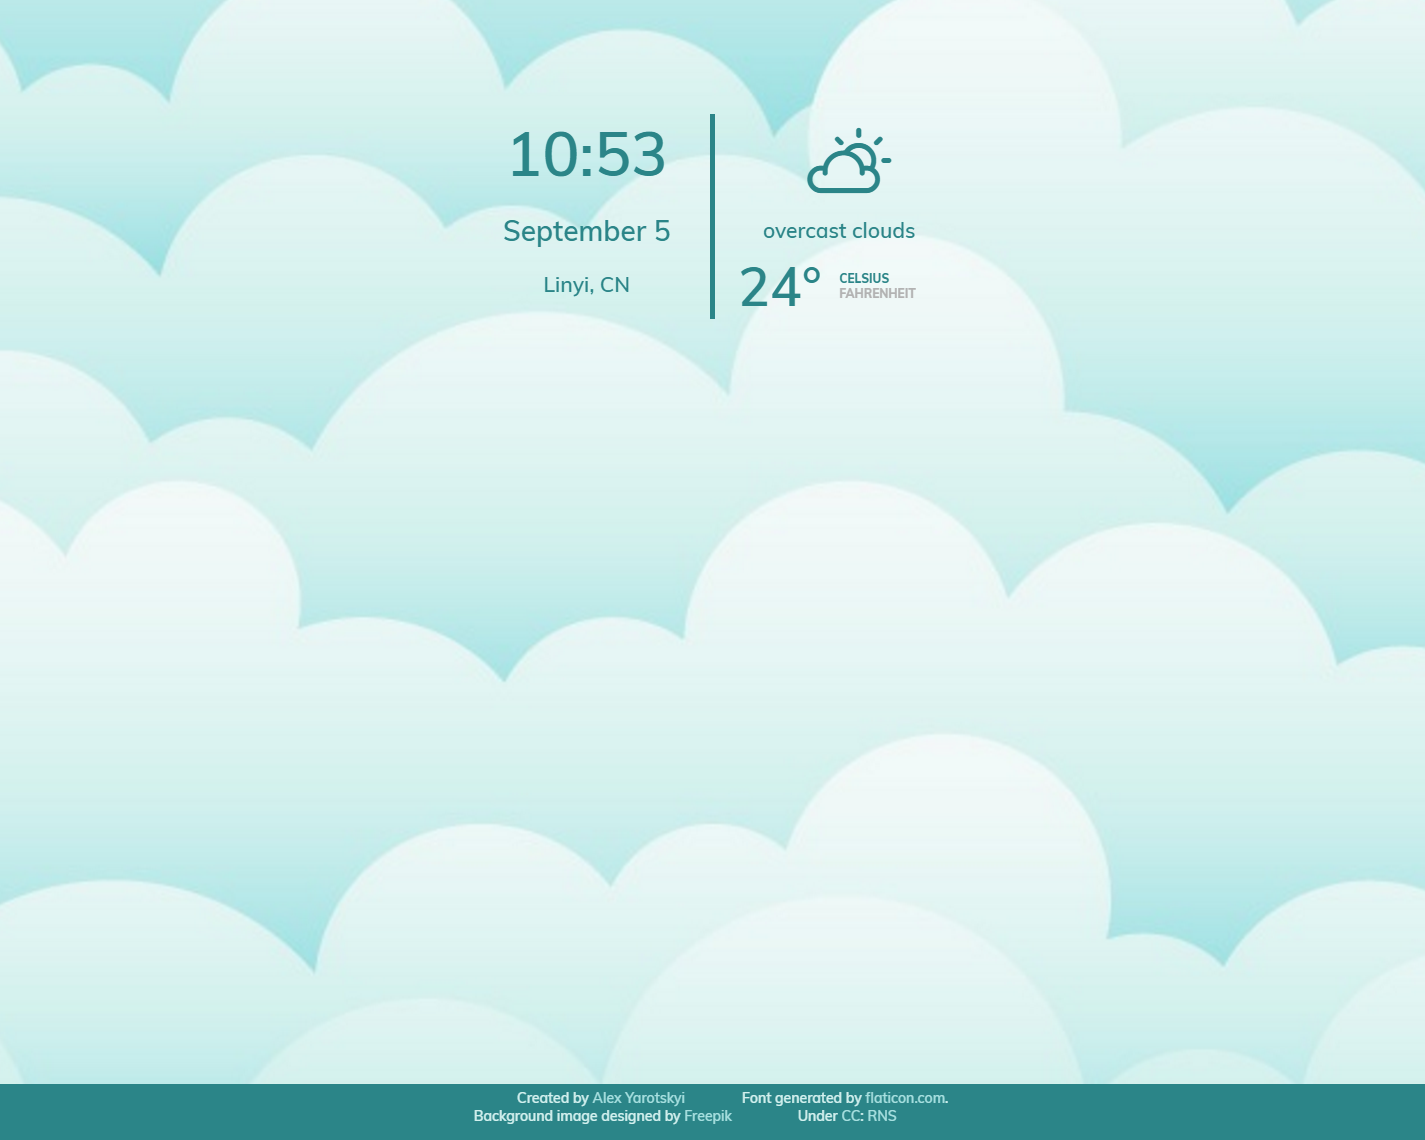 10:53
September 5
Linyi, CN
overcast clouds
24°
CELSIUS
FAHRENHEIT
Created by Alex Yarotskyi
Background image designed by Freepik
Font generated by flaticon.com.
Under CC: RNS